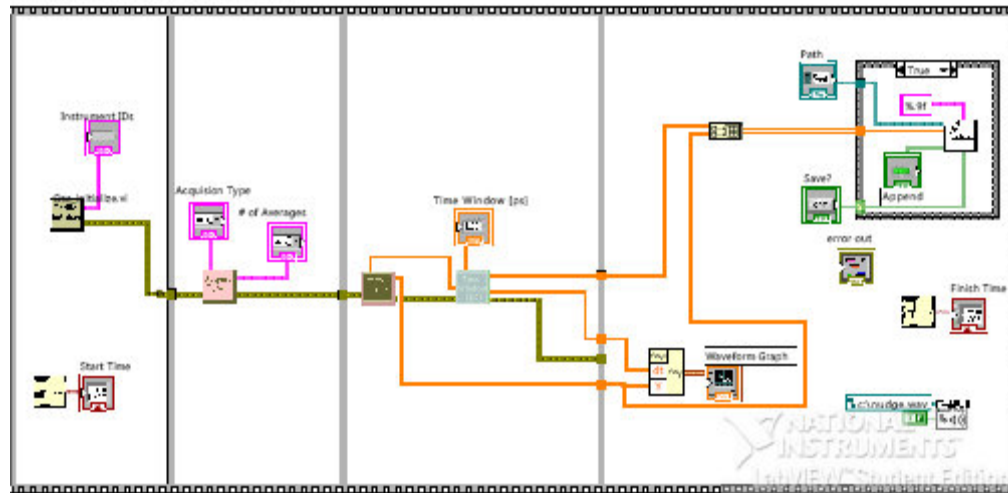 Instrument IDs
Start Time
Acquision Type
# of Averages
Time Window [ps]
dt
Y
Waveform Graph
Path
True
%.9f
Append
Save?
error out
Finish Time
c:\nudge.wav
NATIONAL
INSTRUMENTS
LabVIEW Student Edition